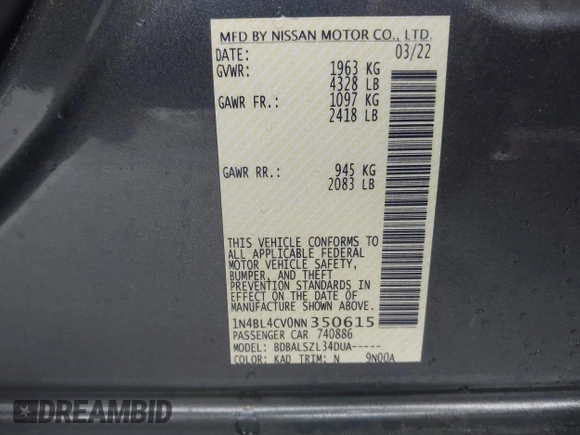 MFD BY NISSAN MOTOR CO., LTD.
DATE: 03/22
GVWR: 1963 KG
4328 LB
GAWR FR.: 1097 KG
2418 LB
GAWR RR.: 945 KG
2083 LB
THIS VEHICLE CONFORMS TO
ALL APPLICABLE FEDERAL
MOTOR VEHICLE SAFETY,
BUMPER, AND THEFT
PREVENTION STANDARDS IN
EFFECT ON THE DATE OF
MANUFACTURE SHOWN ABOVE.
1N4BL4CV0NN350615
PASSENGER CAR 740886
MODEL: BDBALSZL34DUA-----
COLOR: KAD TRIM: N 9N00A
DREAMBID